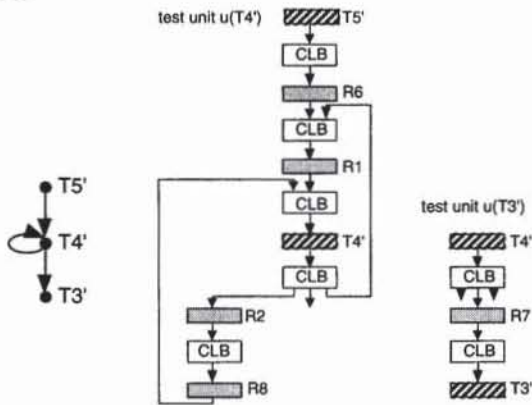 test unit u(T4')
T5'
CLB
R6
CLB
R1
CLB
T4'
CLB
R2
CLB
R8
T5'
T4'
T3'
test unit u(T3')
T4'
CLB
R7
CLB
T3'